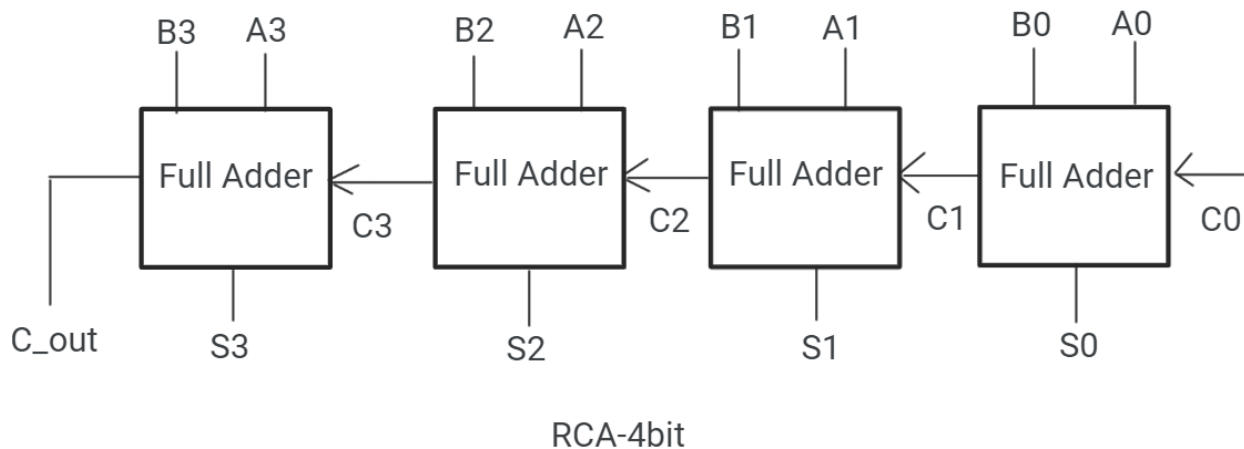 B3 A3 B2 A2 B1 A1 B0 A0
Full Adder Full Adder Full Adder Full Adder
C3 C2 C1 C0
C_out S3 S2 S1 S0
RCA-4bit